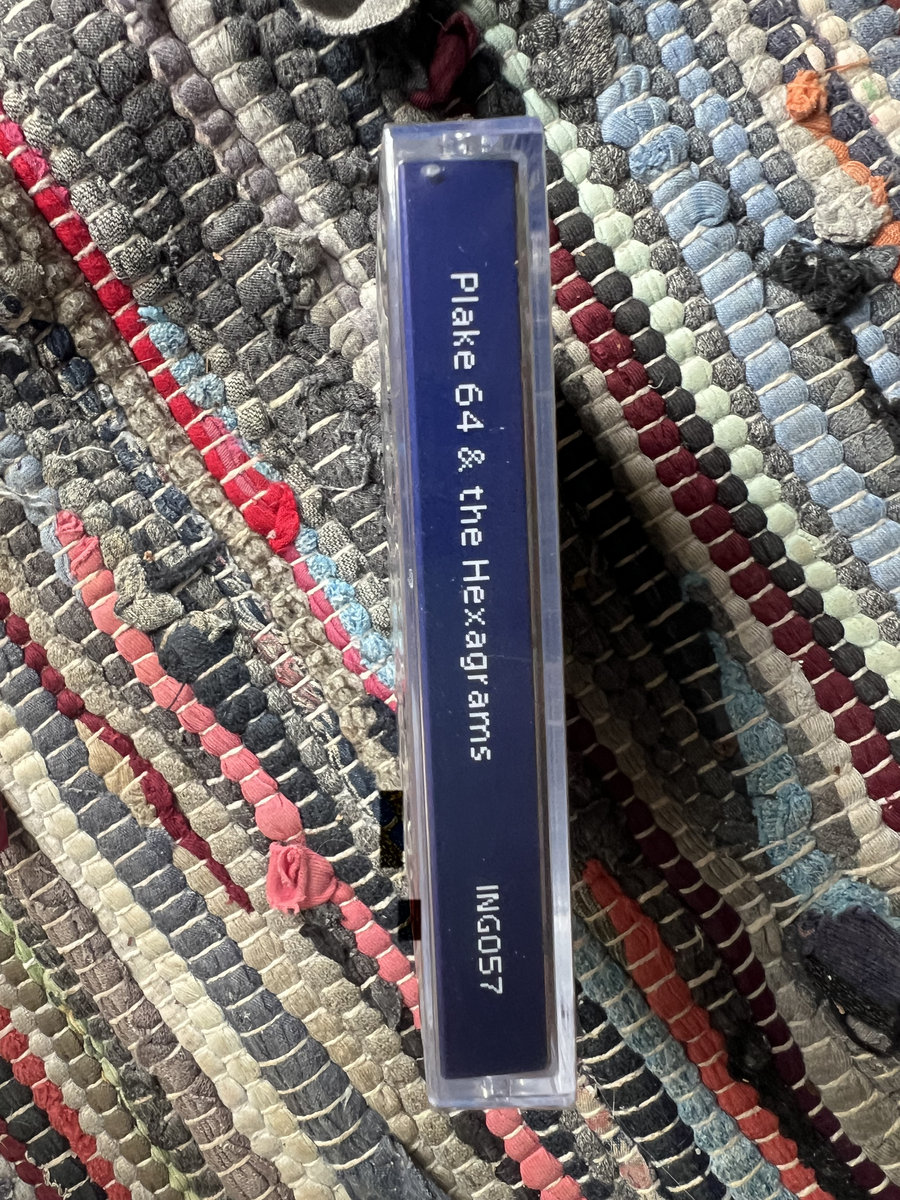 Plake 64 & the Hexagrams
ING057